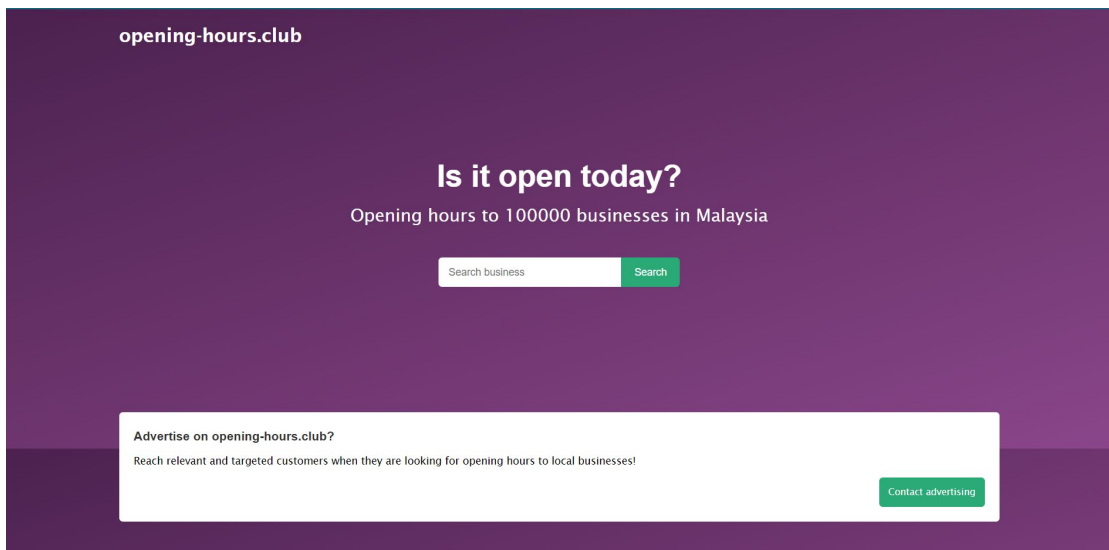 opening-hours.club
Is it open today?
Opening hours to 100000 businesses in Malaysia
Search business
Search
Advertise on opening-hours.club?
Reach relevant and targeted customers when they are looking for opening hours to local businesses!
Contact advertising